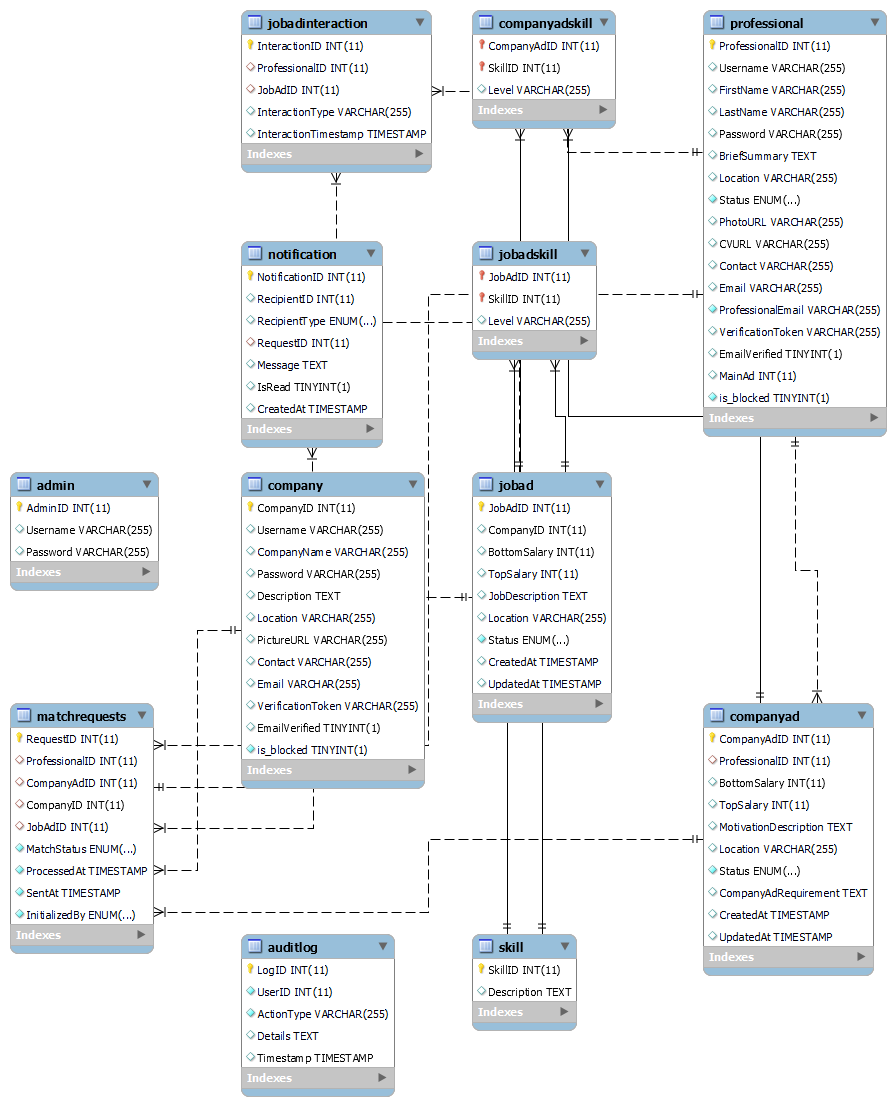 jobadinteraction
InteractionID INT(11)
ProfessionalID INT(11)
JobAdID INT(11)
InteractionType VARCHAR(255)
InteractionTimestamp TIMESTAMP
Indexes
companyadskill
CompanyAdID INT(11)
SkillID INT(11)
Level VARCHAR(255)
Indexes
professional
ProfessionalID INT(11)
Username VARCHAR(255)
FirstName VARCHAR(255)
LastName VARCHAR(255)
Password VARCHAR(255)
BriefSummary TEXT
Location VARCHAR(255)
Status ENUM(...)
PhotoURL VARCHAR(255)
CVURL VARCHAR(255)
Contact VARCHAR(255)
Email VARCHAR(255)
ProfessionalEmail VARCHAR(255)
VerificationToken VARCHAR(255)
EmailVerified TINYINT(1)
MainAd INT(11)
is_blocked TINYINT(1)
Indexes
notification
NotificationID INT(11)
RecipientID INT(11)
RecipientType ENUM(...)
RequestID INT(11)
Message TEXT
IsRead TINYINT(1)
CreatedAt TIMESTAMP
Indexes
jobadskill
JobAdID INT(11)
SkillID INT(11)
Level VARCHAR(255)
Indexes
admin
AdminID INT(11)
Username VARCHAR(255)
Password VARCHAR(255)
Indexes
company
CompanyID INT(11)
Username VARCHAR(255)
CompanyName VARCHAR(255)
Password VARCHAR(255)
Description TEXT
Location VARCHAR(255)
PictureURL VARCHAR(255)
Contact VARCHAR(255)
Email VARCHAR(255)
VerificationToken VARCHAR(255)
EmailVerified TINYINT(1)
is_blocked TINYINT(1)
Indexes
jobad
JobAdID INT(11)
CompanyID INT(11)
BottomSalary INT(11)
TopSalary INT(11)
JobDescription TEXT
Location VARCHAR(255)
Status ENUM(...)
CreatedAt TIMESTAMP
UpdatedAt TIMESTAMP
Indexes
matchrequests
RequestID INT(11)
ProfessionalID INT(11)
CompanyAdID INT(11)
CompanyID INT(11)
JobAdID INT(11)
MatchStatus ENUM(...)
ProcessedAt TIMESTAMP
SentAt TIMESTAMP
InitializedBy ENUM(...)
Indexes
companyad
CompanyAdID INT(11)
ProfessionalID INT(11)
BottomSalary INT(11)
TopSalary INT(11)
MotivationDescription TEXT
Location VARCHAR(255)
Status ENUM(...)
CompanyAdRequirement TEXT
CreatedAt TIMESTAMP
UpdatedAt TIMESTAMP
Indexes
auditlog
LogID INT(11)
UserID INT(11)
ActionType VARCHAR(255)
Details TEXT
Timestamp TIMESTAMP
Indexes
skill
SkillID INT(11)
Description TEXT
Indexes